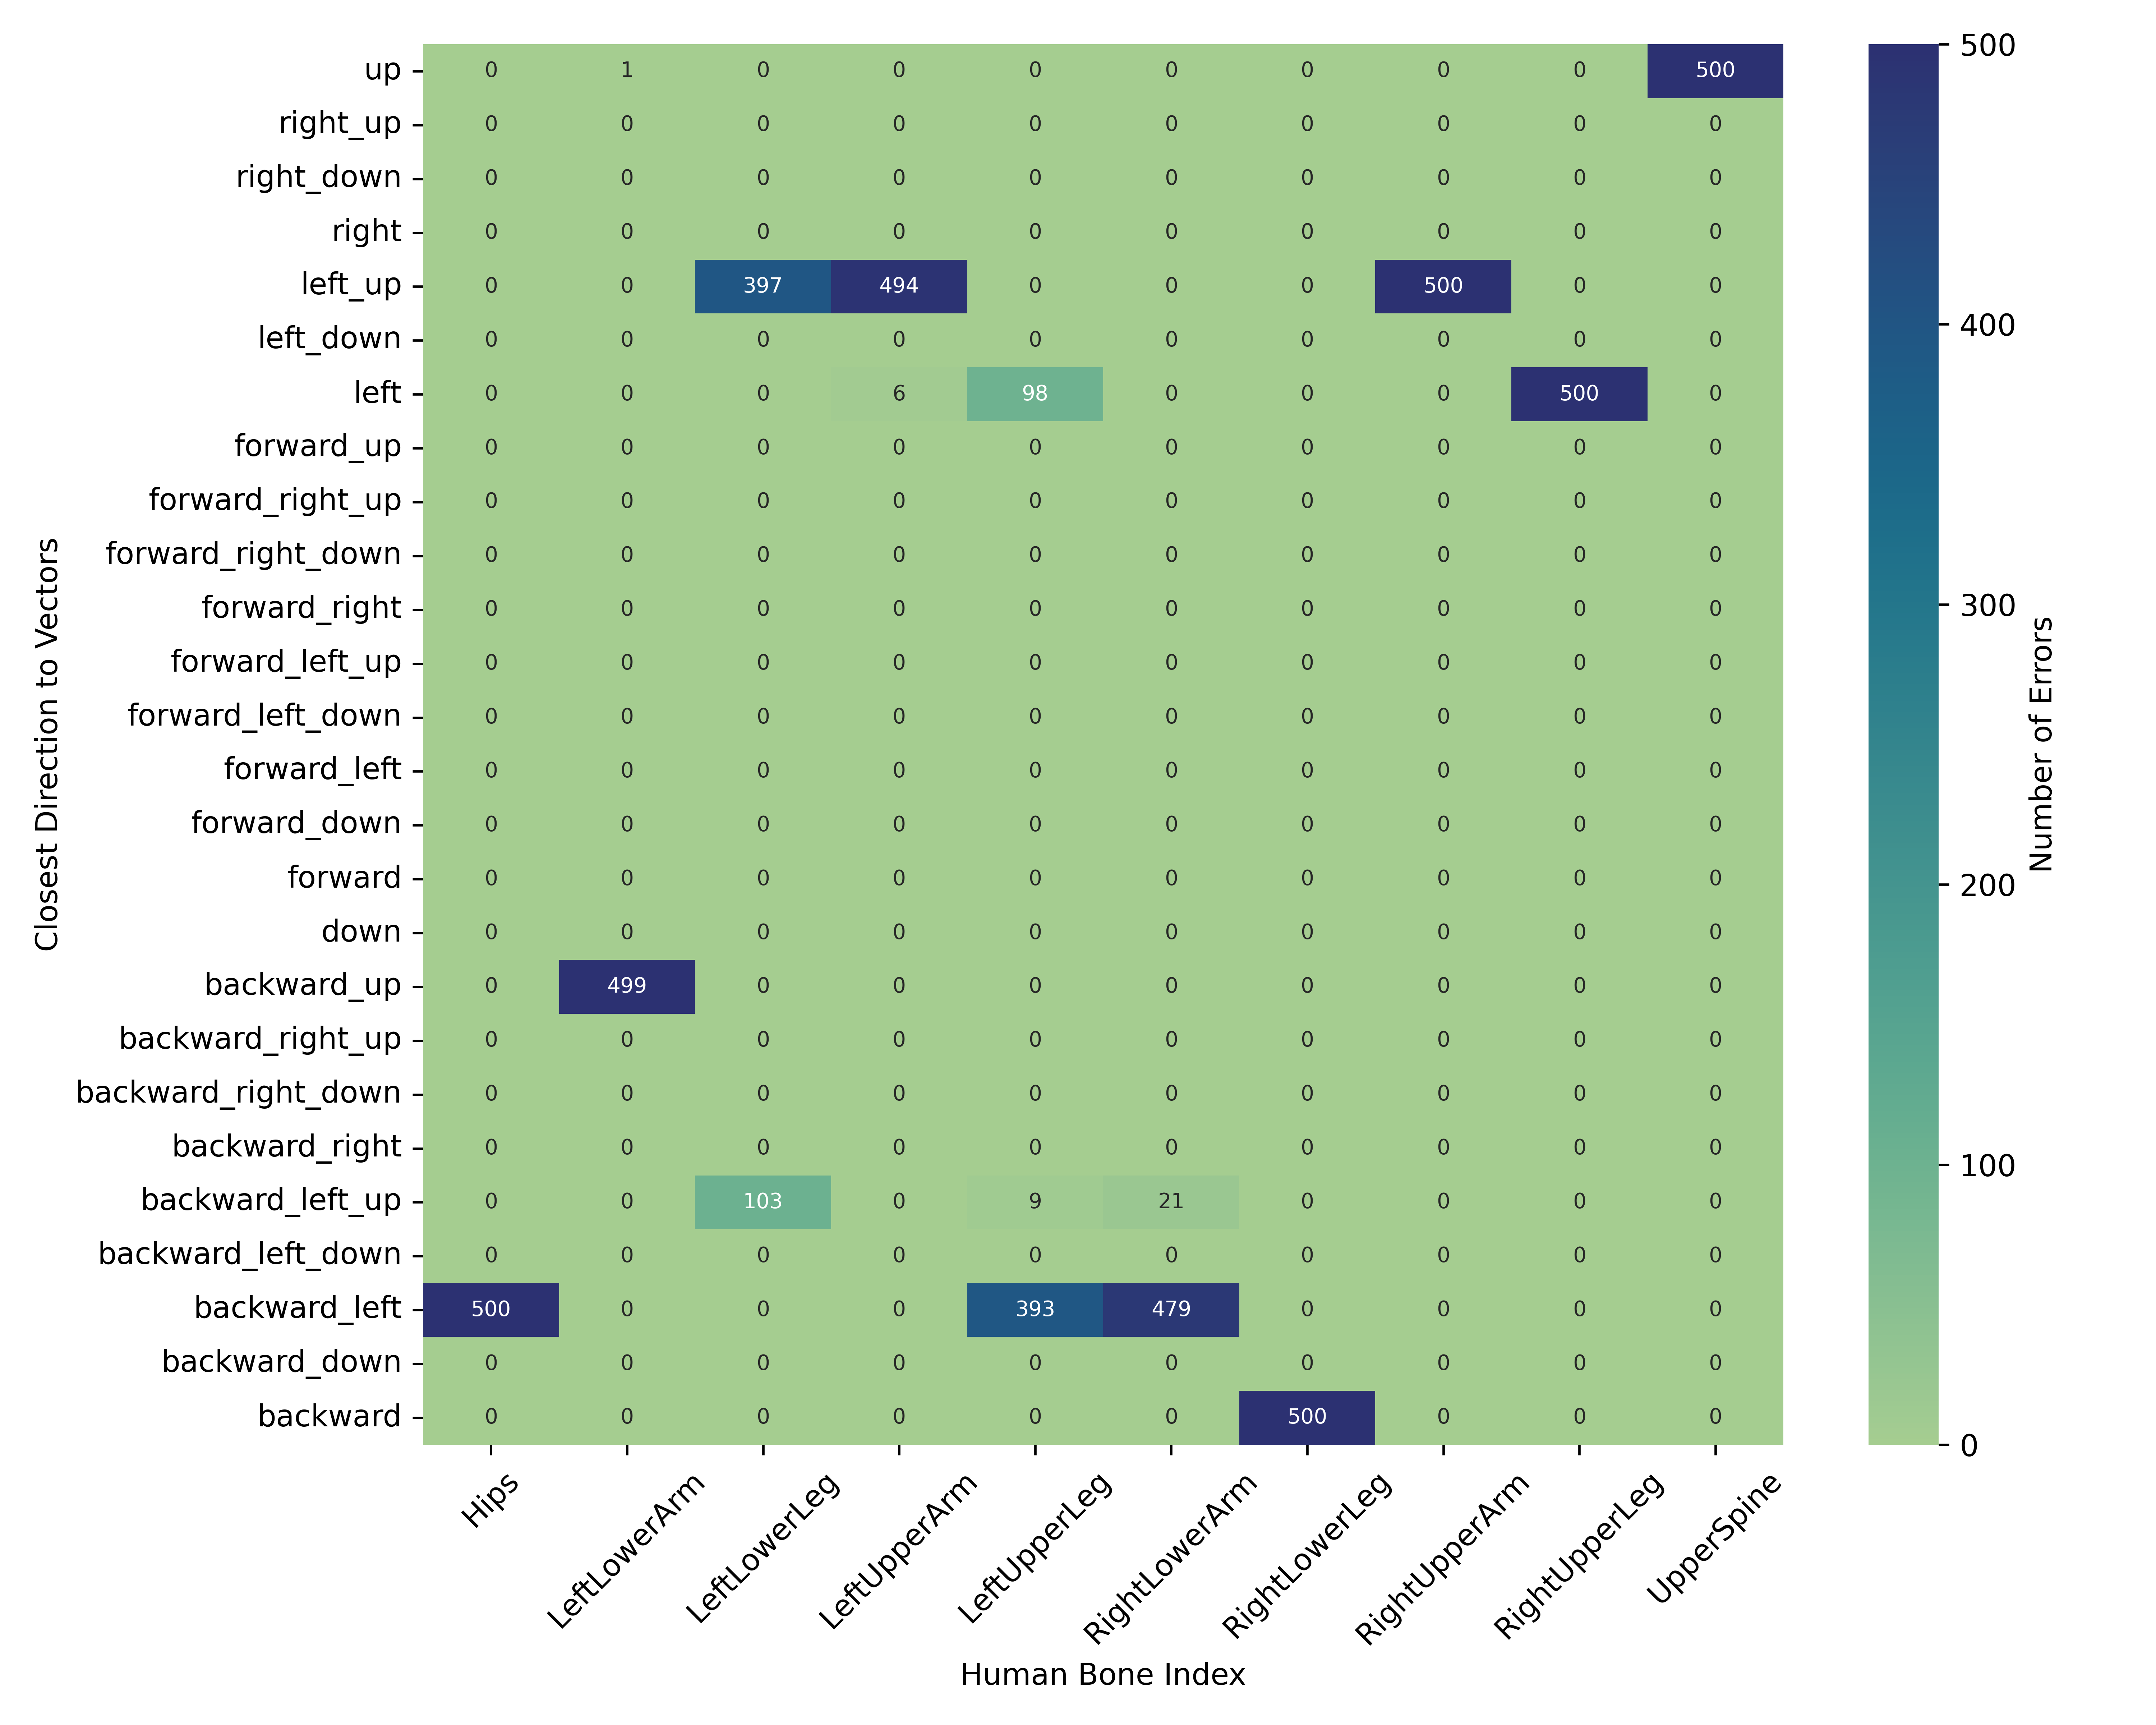 up 0 1 0 0 0 0 0 0 0 500
right_up 0 0 0 0 0 0 0 0 0 0
right_down 0 0 0 0 0 0 0 0 0 0
right 0 0 0 0 0 0 0 0 0 0
left_up 0 0 397 494 0 0 0 500 0 0
left_down 0 0 0 0 0 0 0 0 0 0
left 0 0 0 6 98 0 0 0 500 0
forward_up 0 0 0 0 0 0 0 0 0 0
forward_right_up 0 0 0 0 0 0 0 0 0 0
forward_right_down 0 0 0 0 0 0 0 0 0 0
forward_right 0 0 0 0 0 0 0 0 0 0
forward_left_up 0 0 0 0 0 0 0 0 0 0
forward_left_down 0 0 0 0 0 0 0 0 0 0
forward_left 0 0 0 0 0 0 0 0 0 0
forward_down 0 0 0 0 0 0 0 0 0 0
forward 0 0 0 0 0 0 0 0 0 0
down 0 0 0 0 0 0 0 0 0 0
backward_up 0 499 0 0 0 0 0 0 0 0
backward_right_up 0 0 0 0 0 0 0 0 0 0
backward_right_down 0 0 0 0 0 0 0 0 0 0
backward_right 0 0 0 0 0 0 0 0 0 0
backward_left_up 0 0 103 0 9 21 0 0 0 0
backward_left_down 0 0 0 0 0 0 0 0 0 0
backward_left 500 0 0 0 393 479 0 0 0 0
backward_down 0 0 0 0 0 0 0 0 0 0
backward 0 0 0 0 0 0 500 0 0 0
Closest Direction to Vectors
Hips
LeftLowerArm
LeftLowerLeg
LeftUpperArm
LeftUpperLeg
RightLowerArm
RightLowerLeg
RightUpperArm
RightUpperLeg
UpperSpine
Human Bone Index
500
400
300
200
100
0
Number of Errors